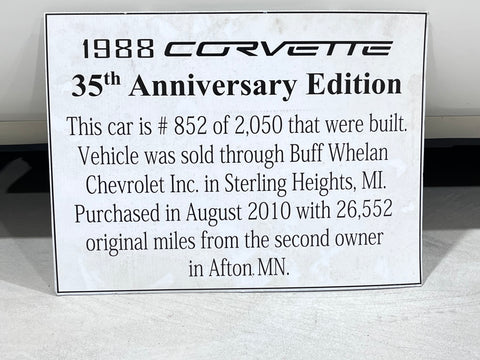 1988 CORVETTE
35th Anniversary Edition
This car is # 852 of 2,050 that were built.
Vehicle was sold through Buff Whelan
Chevrolet Inc. in Sterling Heights, MI.
Purchased in August 2010 with 26,552
original miles from the second owner
in Afton, MN.